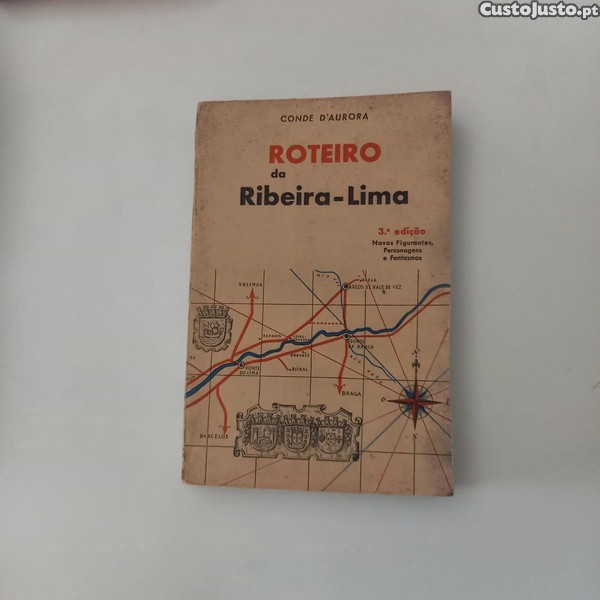 CustoJusto.pt
CONDE D'AURORA
ROTEIRO
da
Ribeira-Lima
3.ª edição
Novos Figurantes,
Personagens
e Fantasmas
VALENÇA
ARCOS DE VALE DE VEZ
PONTE
DA BARCA
PONTE
DO LIMA
BRAGA
BARCELOS
N
S